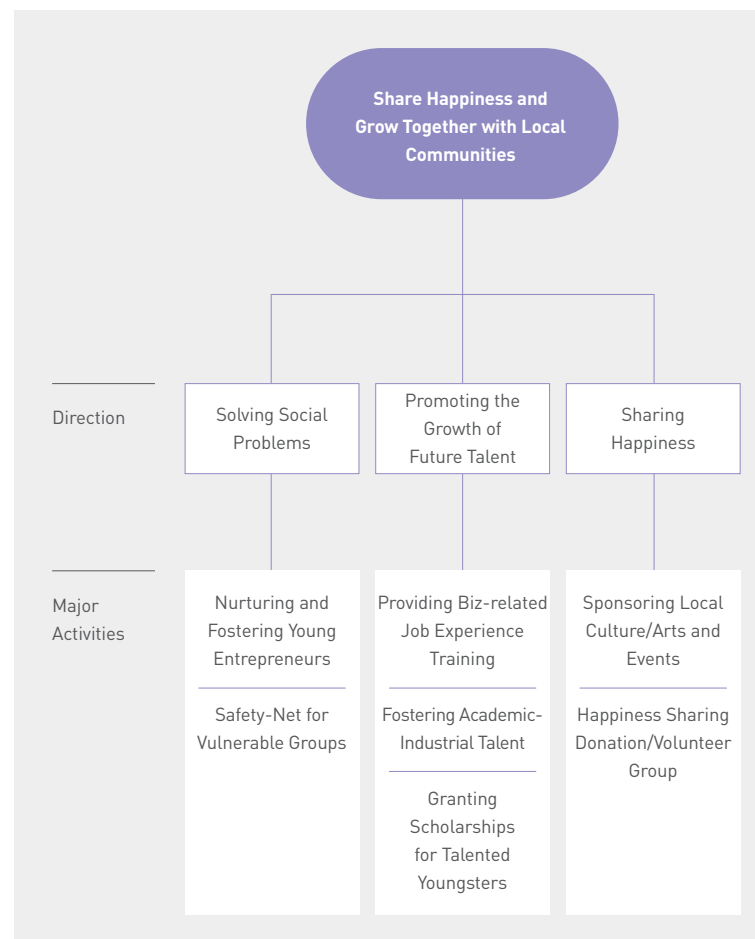 Share Happiness and
Grow Together with Local
Communities
Direction
Solving Social
Problems
Promoting the
Growth of
Future Talent
Sharing
Happiness
Major
Activities
Nurturing and
Fostering Young
Entrepreneurs
Safety-Net for
Vulnerable Groups
Providing Biz-related
Job Experience
Training
Fostering Academic-
Industrial Talent
Granting
Scholarships
for Talented
Youngsters
Sponsoring Local
Culture/Arts and
Events
Happiness Sharing
Donation/Volunteer
Group